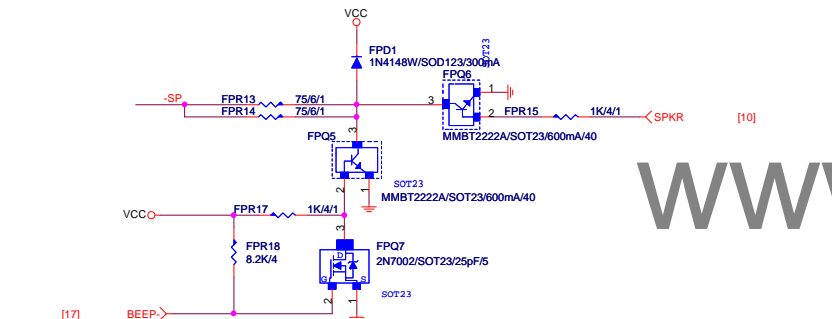 VCC
FPD1
1N4148W/SOD123/300mA
SOT23
FPQ6
-SP
FPR13 75/6/1
FPR14 75/6/1
3
1
2
FPR15 1K/4/1
SPKR [10]
MMBT2222A/SOT23/600mA/40
3
FPQ5
SOT23
2
1
MMBT2222A/SOT23/600mA/40
WWW
VCC
FPR17 1K/4/1
3
FPR18
8.2K/4
FPQ7
2N7002/SOT23/25pF/5
D
G
S
SOT23
2
1
[17] BEEP-